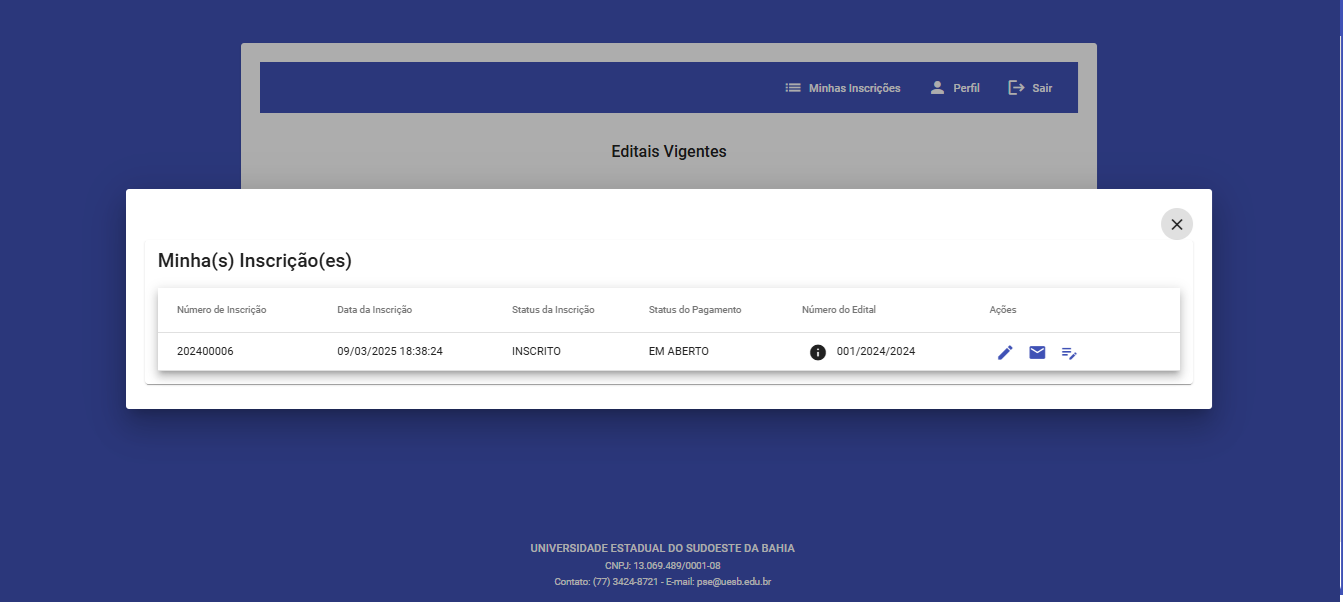 Minhas Inscrições Perfil Sair
Editais Vigentes
Minha(s) Inscrição(es)
Número de Inscrição Data da Inscrição Status da Inscrição Status do Pagamento Número do Edital Ações
202400006 09/03/2025 18:38:24 INSCRITO EM ABERTO 001/2024/2024
UNIVERSIDADE ESTADUAL DO SUDOESTE DA BAHIA
CNPJ: 13.069.489/0001-08
Contato: (77) 3424-8721 - E-mail: pse@uesb.edu.br